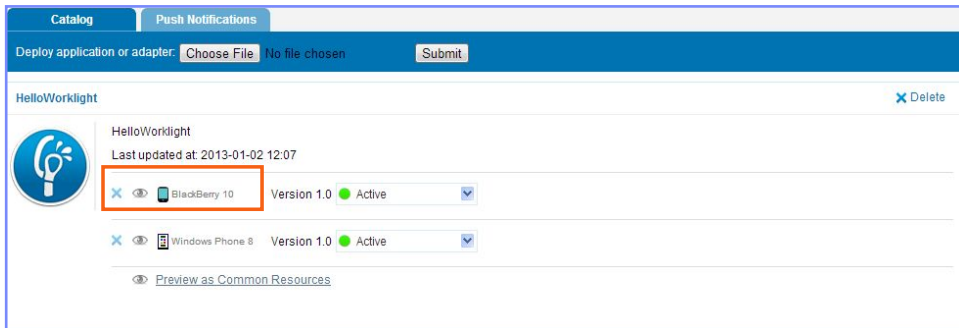 Catalog Push Notifications
Deploy application or adapter: Choose File No file chosen Submit
HelloWorklight Delete
HelloWorklight
Last updated at: 2013-01-02 12:07
BlackBerry 10 Version 1.0 Active
Windows Phone 8 Version 1.0 Active
Preview as Common Resources